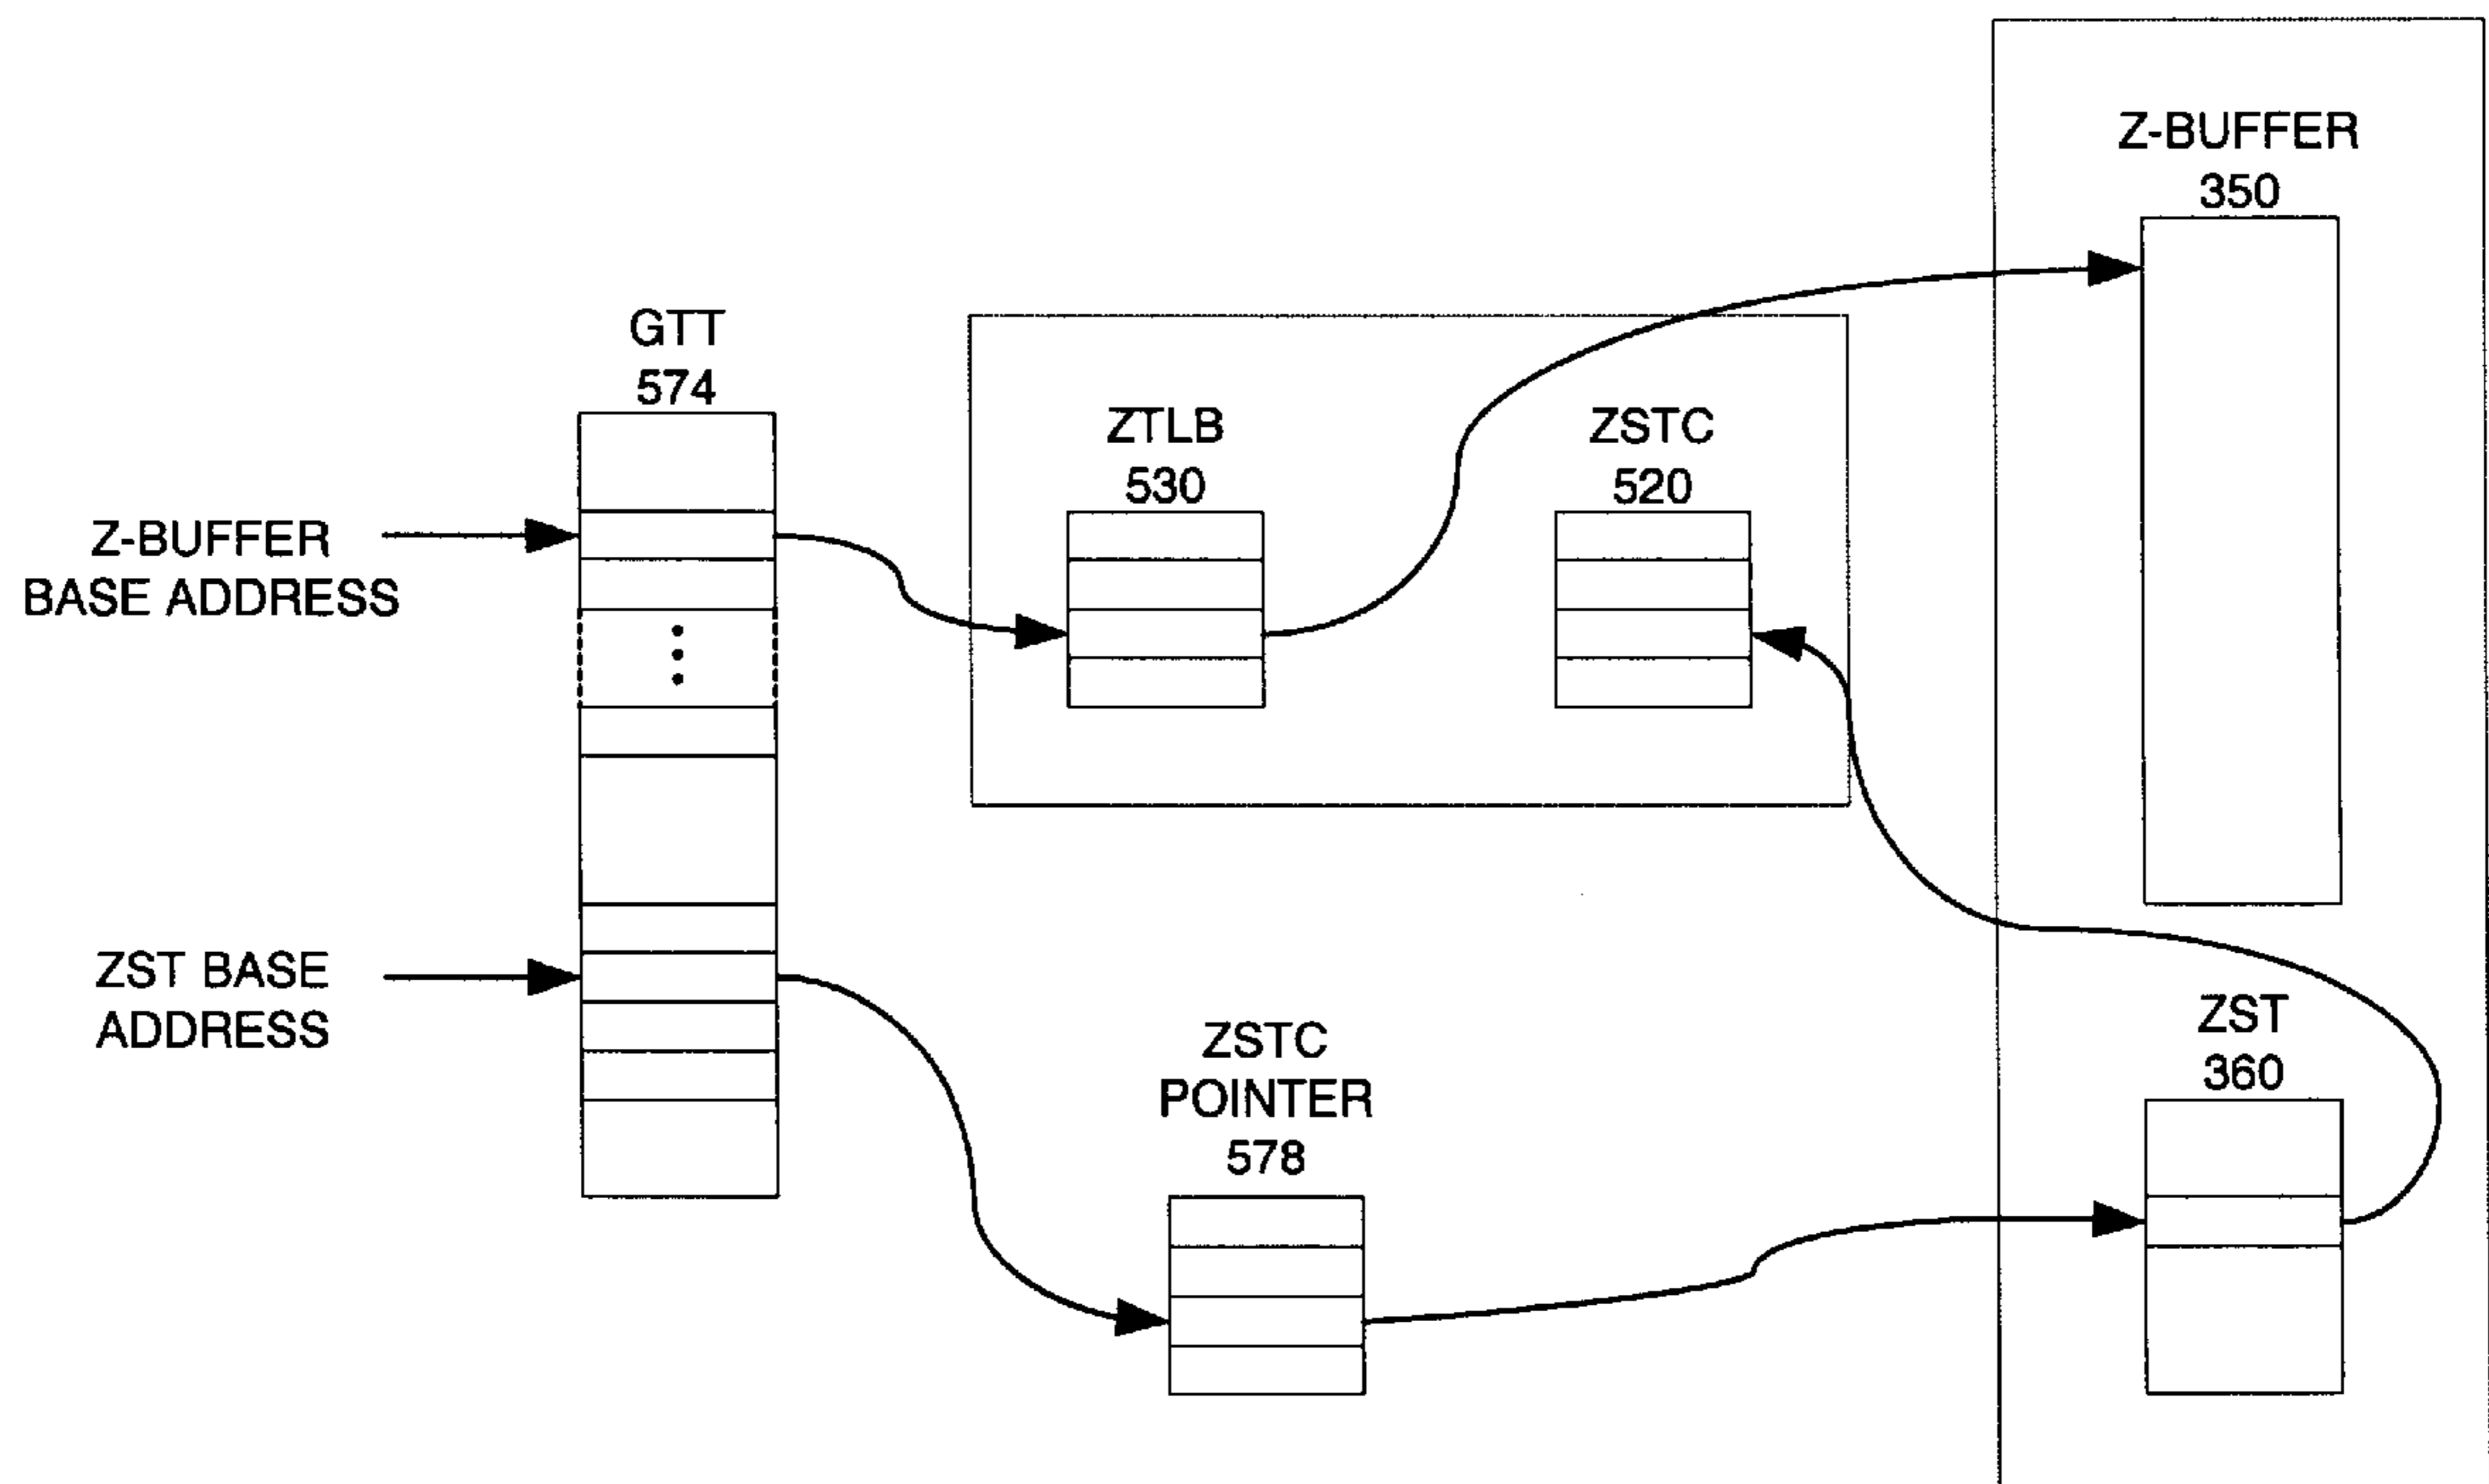 Z-BUFFER
350
GTT
574
ZTLB
530
ZSTC
520
Z-BUFFER
BASE ADDRESS
ZST BASE
ADDRESS
ZSTC
POINTER
578
ZST
360